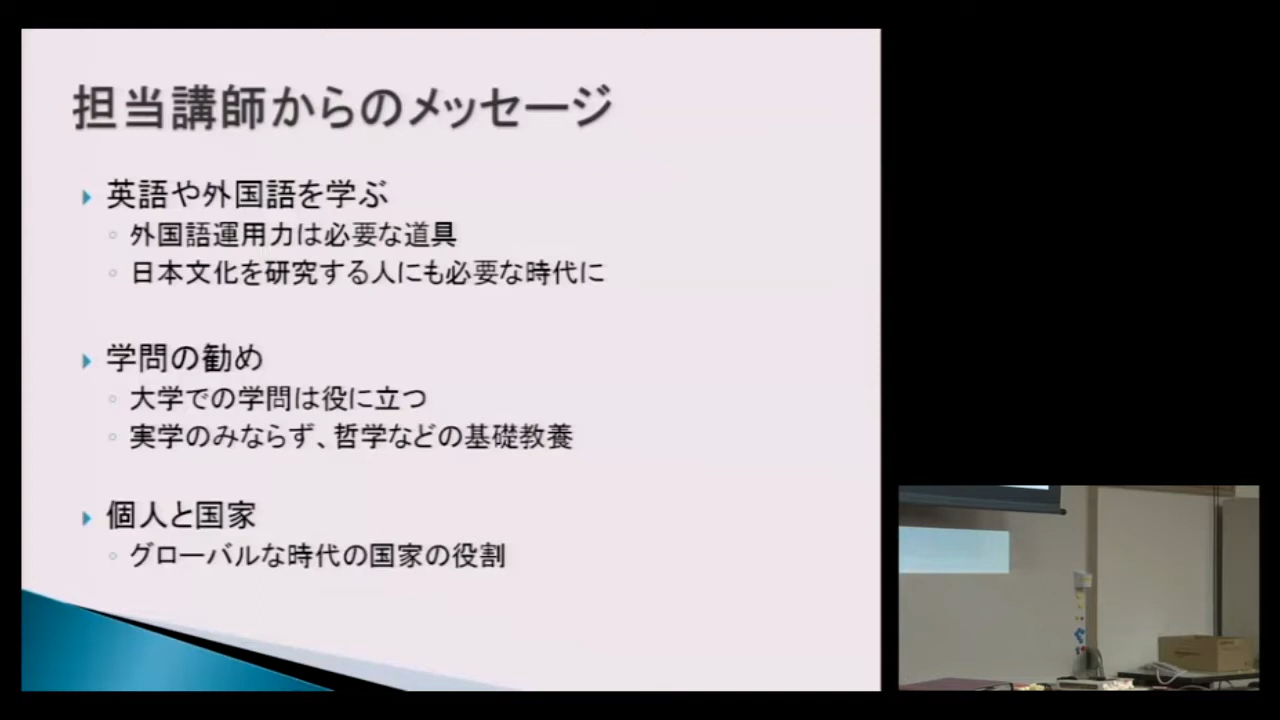 担当講師からのメッセージ
英語や外国語を学ぶ
外国語運用力は必要な道具
日本文化を研究する人にも必要な時代に
学問の勧め
大学での学問は役に立つ
実学のみならず、哲学などの基礎教養
個人と国家
グローバルな時代の国家の役割